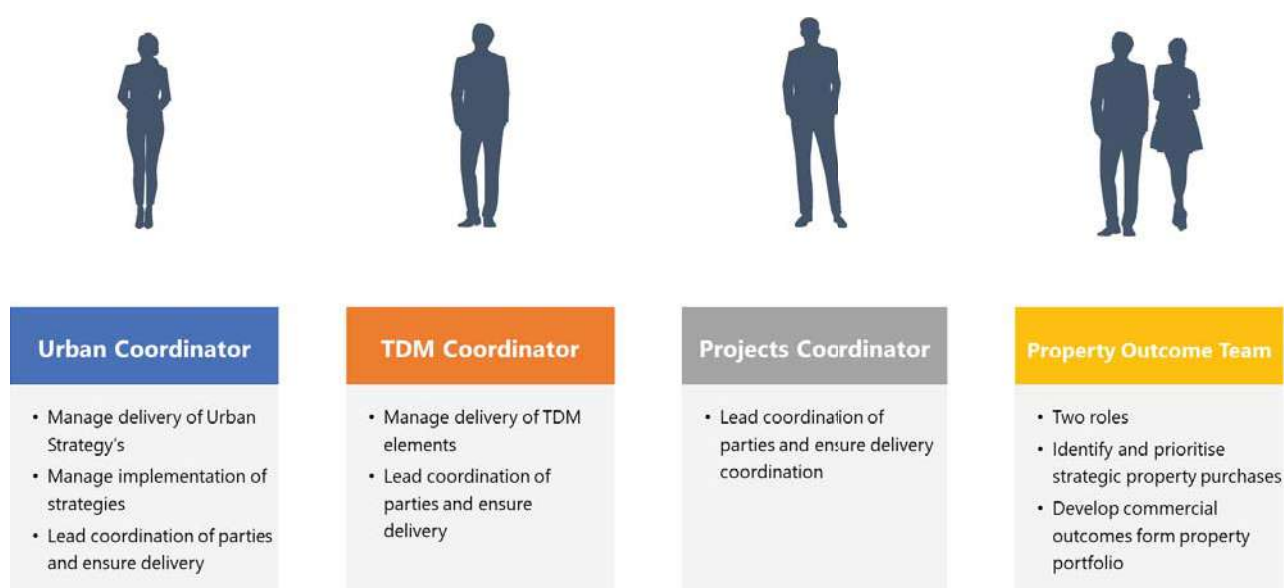 Urban Coordinator
• Manage delivery of Urban
Strategy's
• Manage implementation of
strategies
• Lead coordination of parties
and ensure delivery
TDM Coordinator
• Manage delivery of TDM
elements
• Lead coordination of
parties and ensure
delivery
Projects Coordinator
• Lead coordination of
parties and ensure delivery
coordination
Property Outcome Team
• Two roles
• Identify and prioritise
strategic property purchases
• Develop commercial
outcomes form property
portfolio